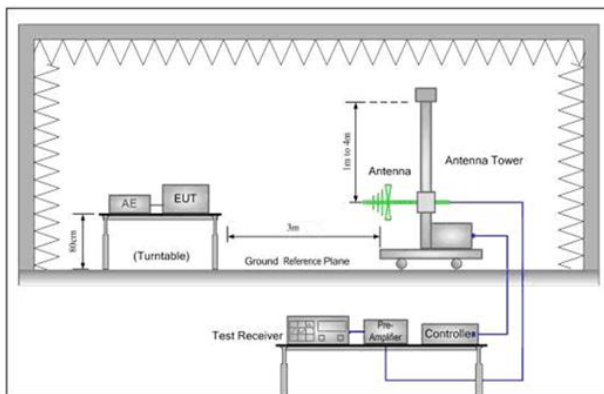 1m to 4m
Antenna
Antenna Tower
AE
EUT
80cm
(Turntable)
3m
Ground Reference Plane
Test Receiver
Pre-
Amplifier
Controller